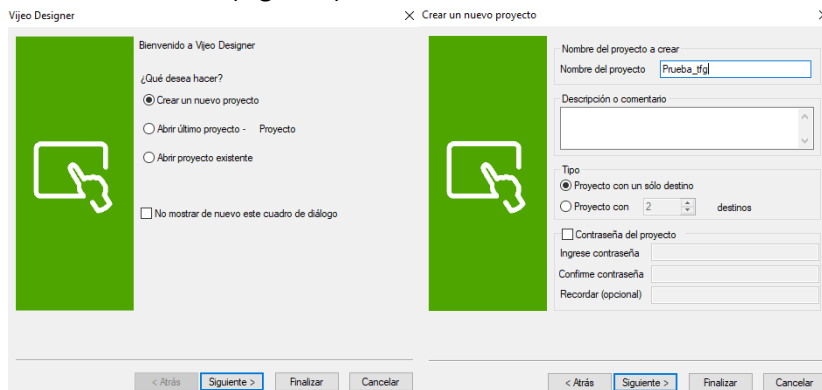 Vijeo Designer
Bienvenido a Vijeo Designer
¿Qué desea hacer?
Crear un nuevo proyecto
Abrir último proyecto - Proyecto
Abrir proyecto existente
No mostrar de nuevo este cuadro de diálogo
< Atrás Siguiente > Finalizar Cancelar
Crear un nuevo proyecto
Nombre del proyecto a crear
Nombre del proyecto Prueba_tfg
Descripción o comentario
Tipo
Proyecto con un sólo destino
Proyecto con 2 destinos
Contraseña del proyecto
Ingrese contraseña
Confirme contraseña
Recordar (opcional)
< Atrás Siguiente > Finalizar Cancelar